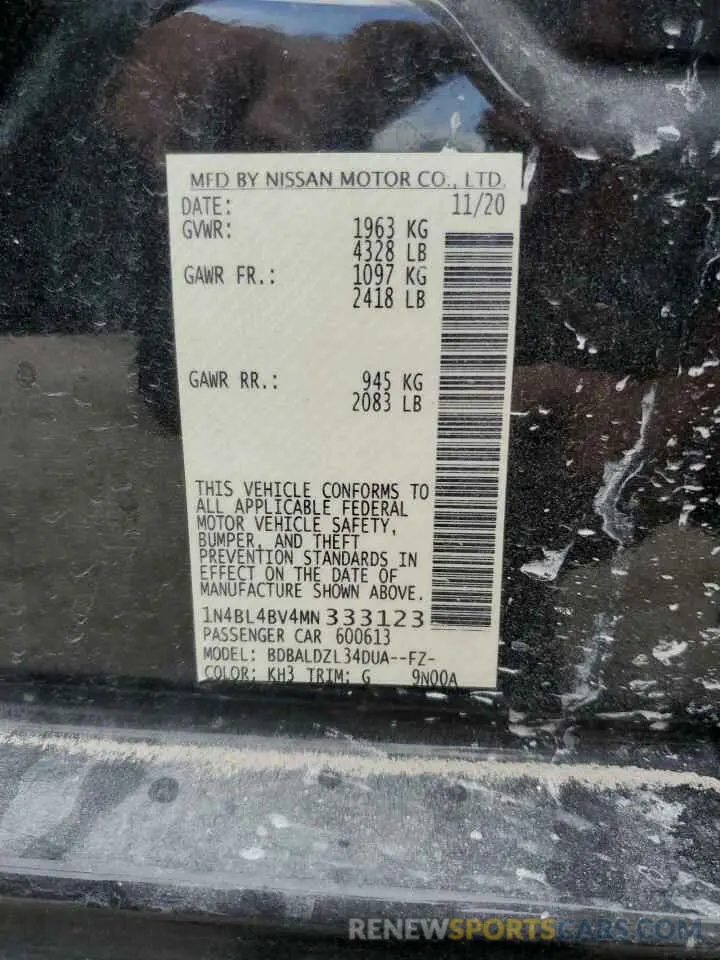 MFD BY NISSAN MOTOR CO., LTD.
DATE: 11/20
GVWR: 1963 KG
4328 LB
GAWR FR.: 1097 KG
2418 LB
GAWR RR.: 945 KG
2083 LB
THIS VEHICLE CONFORMS TO
ALL APPLICABLE FEDERAL
MOTOR VEHICLE SAFETY,
BUMPER, AND THEFT
PREVENTION STANDARDS IN
EFFECT ON THE DATE OF
MANUFACTURE SHOWN ABOVE.
1N4BL4BV4MN333123
PASSENGER CAR 600613
MODEL: BDBALDZL34DUA--FZ-
COLOR: KH3 TRIM: G 9N00A
RENEWSPORTSCARS.COM